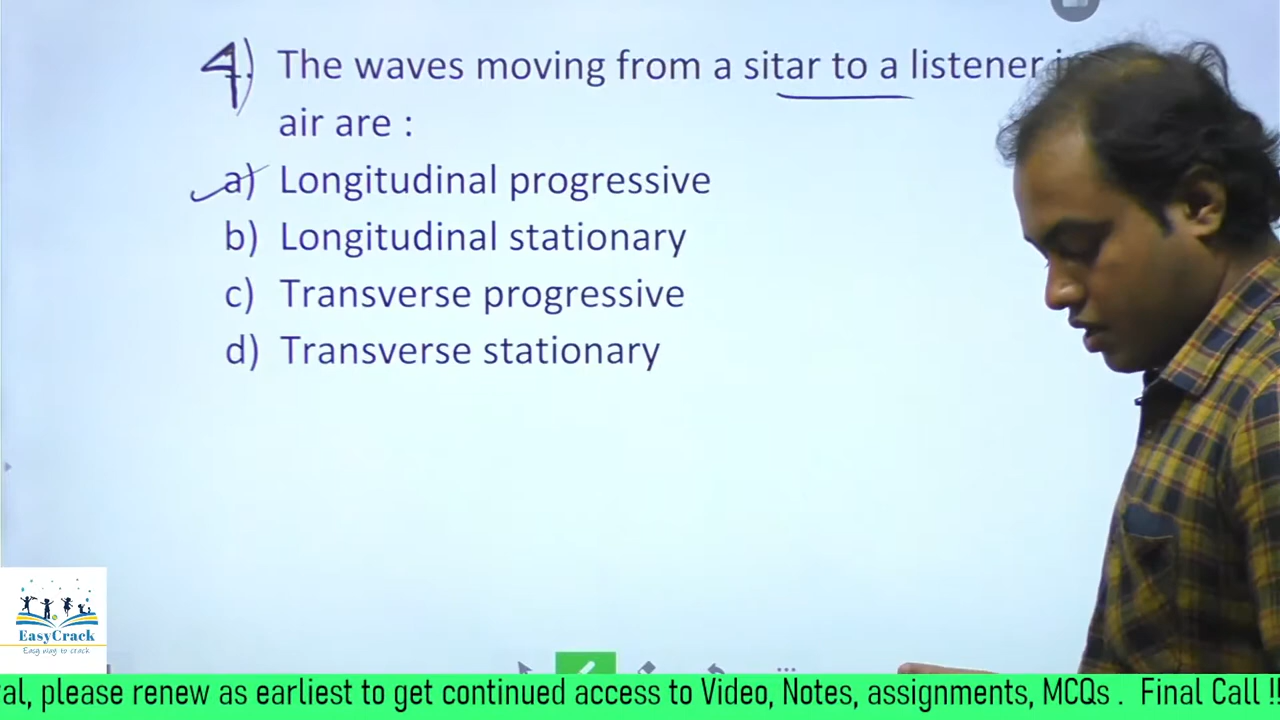 4) The waves moving from a sitar to a listener
air are :
a) Longitudinal progressive
b) Longitudinal stationary
c) Transverse progressive
d) Transverse stationary
EasyCrack
Easy way to crack
al, please renew as earliest to get continued access to Video, Notes, assignments, MCQs . Final Call !!